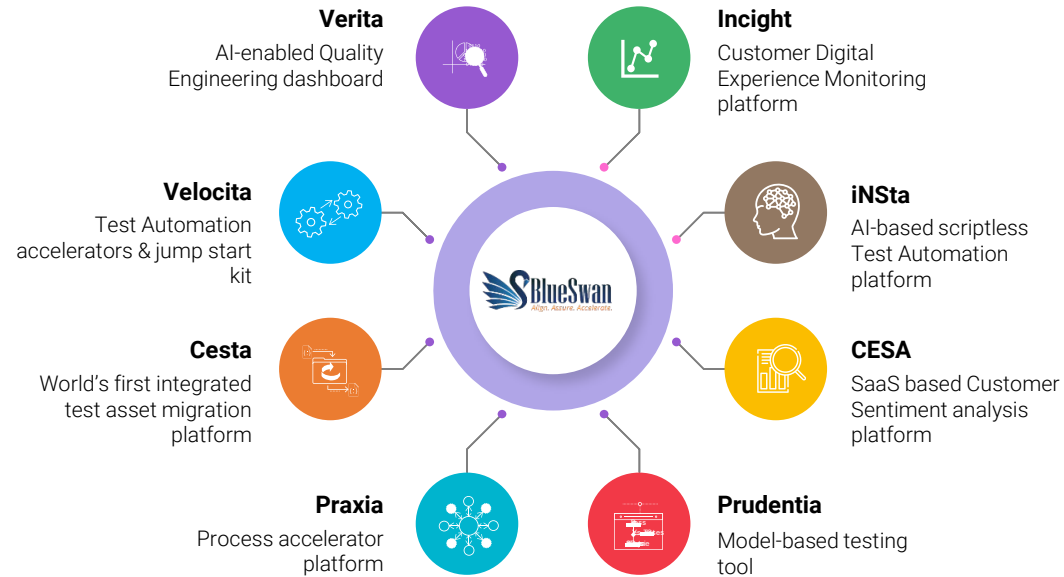 Verita
AI-enabled Quality
Engineering dashboard
Incight
Customer Digital
Experience Monitoring
platform
Velocita
Test Automation
accelerators & jump start
kit
iNSta
AI-based scriptless
Test Automation
platform
BlueSwan
Align. Assure. Accelerate.
Cesta
World's first integrated
test asset migration
platform
CESA
SaaS based Customer
Sentiment analysis
platform
Praxia
Process accelerator
platform
Prudentia
Model-based testing
tool